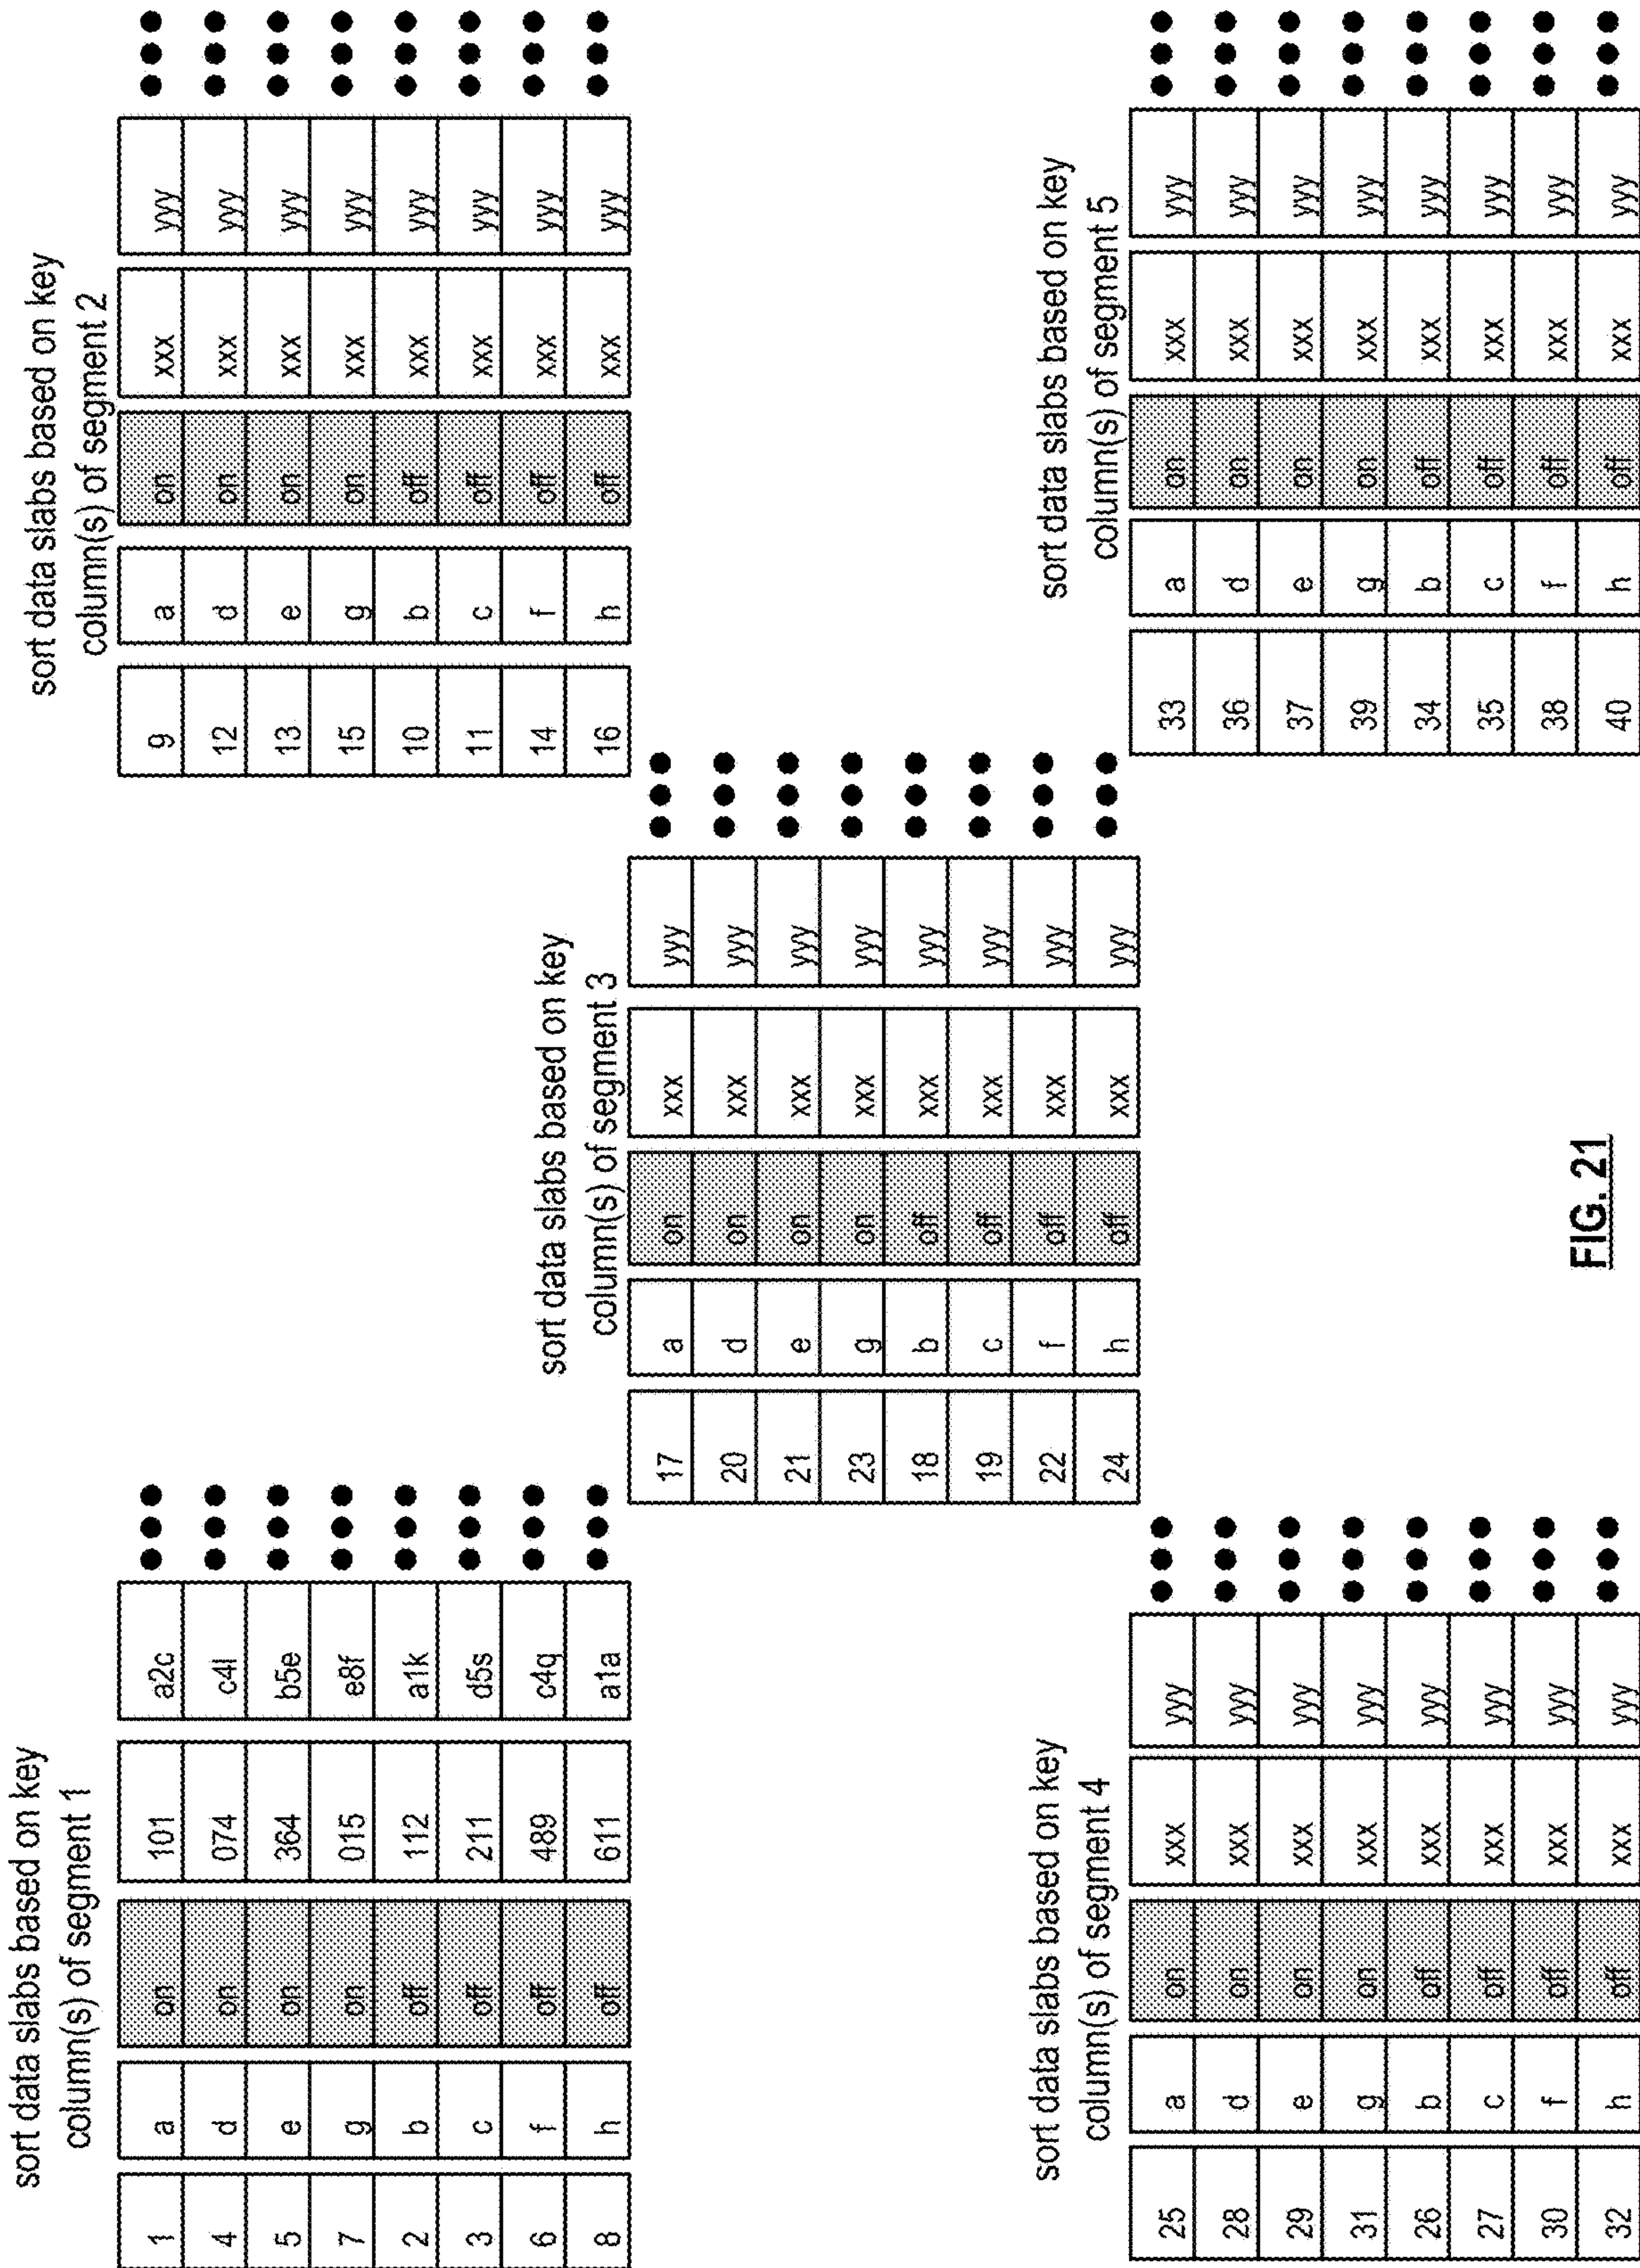 sort data slabs based on key
column(s) of segment 1
1 a on 101 a2c
4 d on 074 c4l
5 e on 364 b5e
7 g on 015 e8f
2 b off 112 a1k
3 c off 211 d5s
6 f off 489 c4q
8 h off 611 a1a
sort data slabs based on key
column(s) of segment 2
9 a on xxx yyy
12 d on xxx yyy
13 e on xxx yyy
15 g on xxx yyy
10 b off xxx yyy
11 c off xxx yyy
14 f off xxx yyy
16 h off xxx yyy
sort data slabs based on key
column(s) of segment 3
17 a on xxx yyy
20 d on xxx yyy
21 e on xxx yyy
23 g on xxx yyy
18 b off xxx yyy
19 c off xxx yyy
22 f off xxx yyy
24 h off xxx yyy
sort data slabs based on key
column(s) of segment 4
25 a on xxx yyy
28 d on xxx yyy
29 e on xxx yyy
31 g on xxx yyy
26 b off xxx yyy
27 c off xxx yyy
30 f off xxx yyy
32 h off xxx yyy
sort data slabs based on key
column(s) of segment 5
33 a on xxx yyy
36 d on xxx yyy
37 e on xxx yyy
39 g on xxx yyy
34 b off xxx yyy
35 c off xxx yyy
38 f off xxx yyy
40 h off xxx yyy
FIG. 21